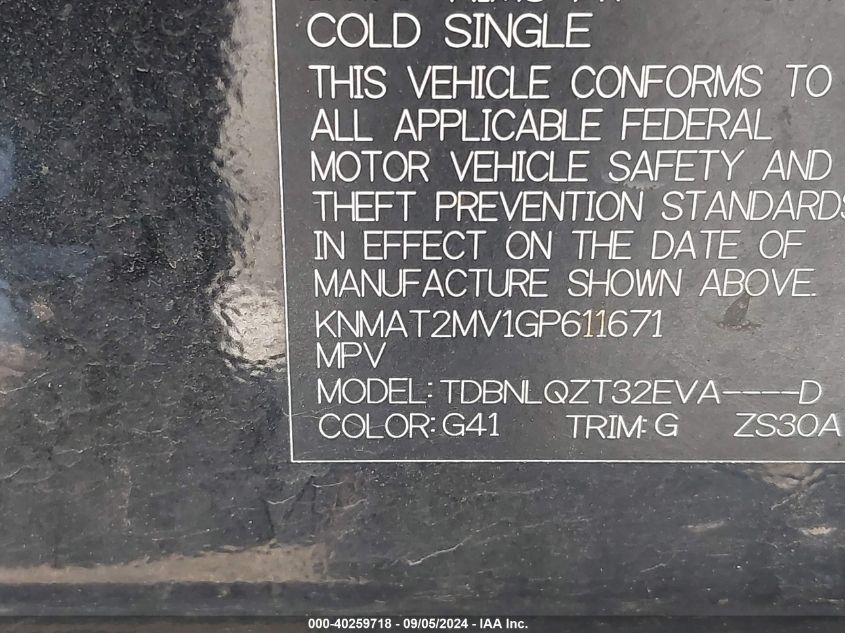 COLD SINGLE
THIS VEHICLE CONFORMS TO
ALL APPLICABLE FEDERAL
MOTOR VEHICLE SAFETY AND
THEFT PREVENTION STANDARDS
IN EFFECT ON THE DATE OF
MANUFACTURE SHOWN ABOVE.
KNMAT2MV1GP611671
MPV
MODEL: TDBNLQZT32EVA----D
COLOR: G41 TRIM: G ZS30A
000-40259718 - 09/05/2024 - IAA Inc.